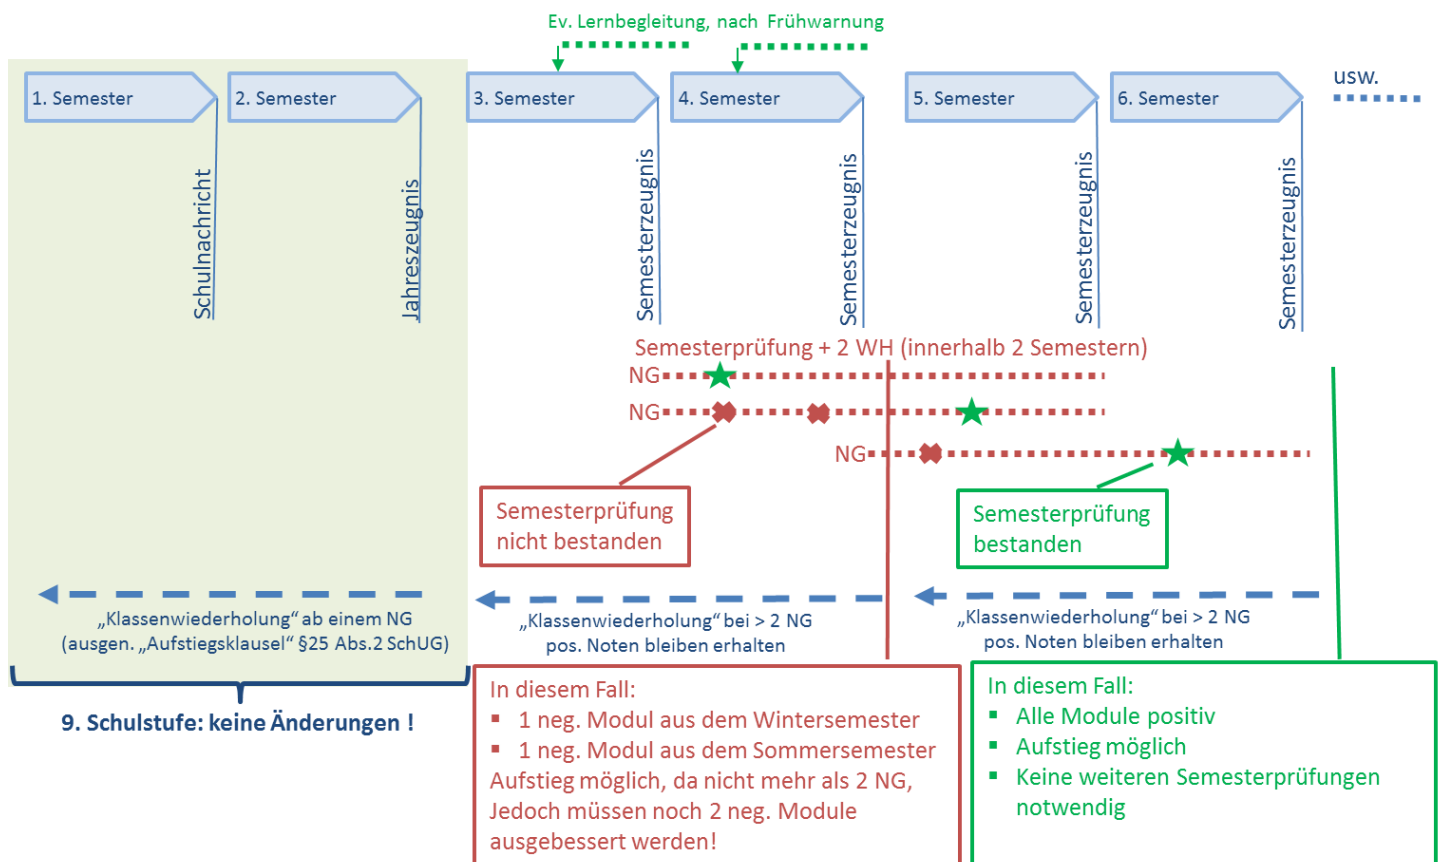 Ev. Lernbegleitung, nach Frühwarnung
1. Semester
2. Semester
3. Semester
4. Semester
5. Semester
6. Semester
usw.
Schulnachricht
Jahreszeugnis
Semesterzeugnis
Semesterzeugnis
Semesterzeugnis
Semesterzeugnis
Semesterprüfung + 2 WH (innerhalb 2 Semestern)
NG
NG
NG
Semesterprüfung
nicht bestanden
Semesterprüfung
bestanden
„Klassenwiederholung“ ab einem NG
(ausgen. „Aufstiegsklausel“ §25 Abs.2 SchUG)
„Klassenwiederholung“ bei > 2 NG
pos. Noten bleiben erhalten
„Klassenwiederholung“ bei > 2 NG
pos. Noten bleiben erhalten
9. Schulstufe: keine Änderungen !
In diesem Fall:
▪ 1 neg. Modul aus dem Wintersemester
▪ 1 neg. Modul aus dem Sommersemester
Aufstieg möglich, da nicht mehr als 2 NG,
Jedoch müssen noch 2 neg. Module
ausgebessert werden!
In diesem Fall:
▪ Alle Module positiv
▪ Aufstieg möglich
▪ Keine weiteren Semesterprüfungen
notwendig